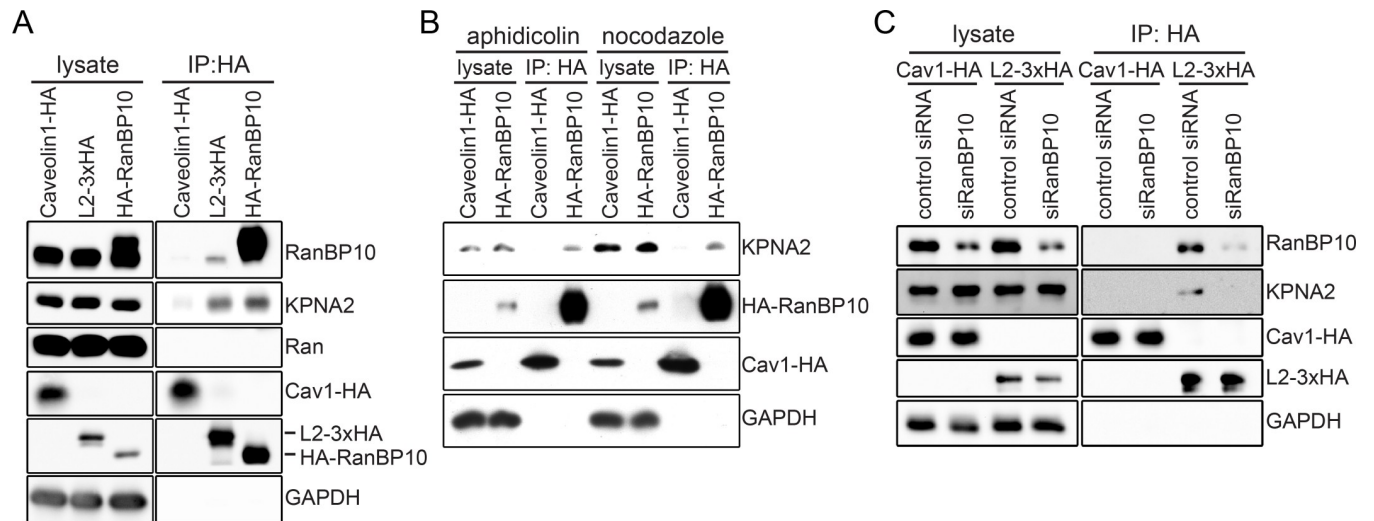 A
lysate IP:HA
Caveolin1-HA L2-3xHA HA-RanBP10 Caveolin1-HA L2-3xHA HA-RanBP10
RanBP10
KPNA2
Ran
Cav1-HA
L2-3xHA
HA-RanBP10
GAPDH
B
aphidicolin nocodazole
lysate IP: HA lysate IP: HA
Caveolin1-HA HA-RanBP10 Caveolin1-HA HA-RanBP10 Caveolin1-HA HA-RanBP10 Caveolin1-HA HA-RanBP10
KPNA2
HA-RanBP10
Cav1-HA
GAPDH
C
lysate IP: HA
Cav1-HA L2-3xHA Cav1-HA L2-3xHA
control siRNA siRanBP10 control siRNA siRanBP10 control siRNA siRanBP10 control siRNA siRanBP10
RanBP10
KPNA2
Cav1-HA
L2-3xHA
GAPDH